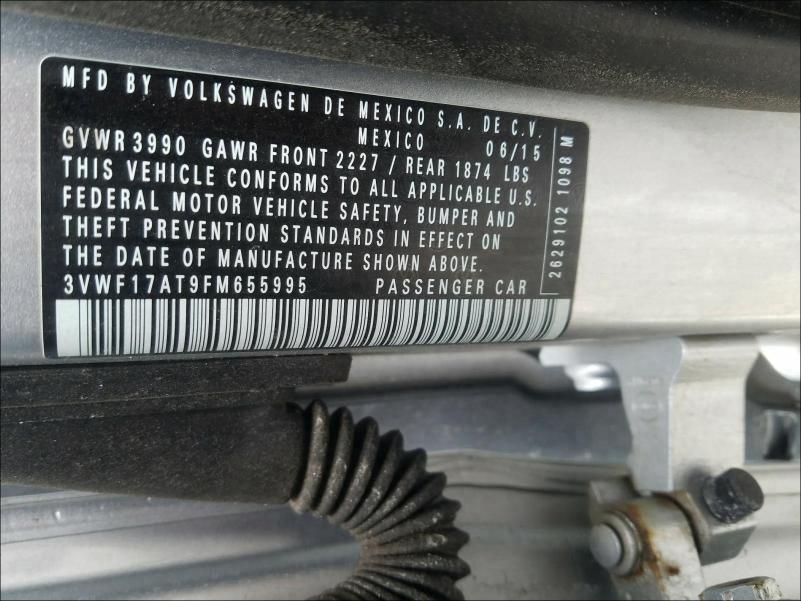 MFD BY VOLKSWAGEN DE MEXICO S.A. DE C.V.
MEXICO 06/15
GVWR 3990 GAWR FRONT 2227 / REAR 1874 LBS
THIS VEHICLE CONFORMS TO ALL APPLICABLE U.S.
FEDERAL MOTOR VEHICLE SAFETY, BUMPER AND
THEFT PREVENTION STANDARDS IN EFFECT ON
THE DATE OF MANUFACTURE SHOWN ABOVE.
3VWF17AT9FM655995 PASSENGER CAR
2629102 1098 M